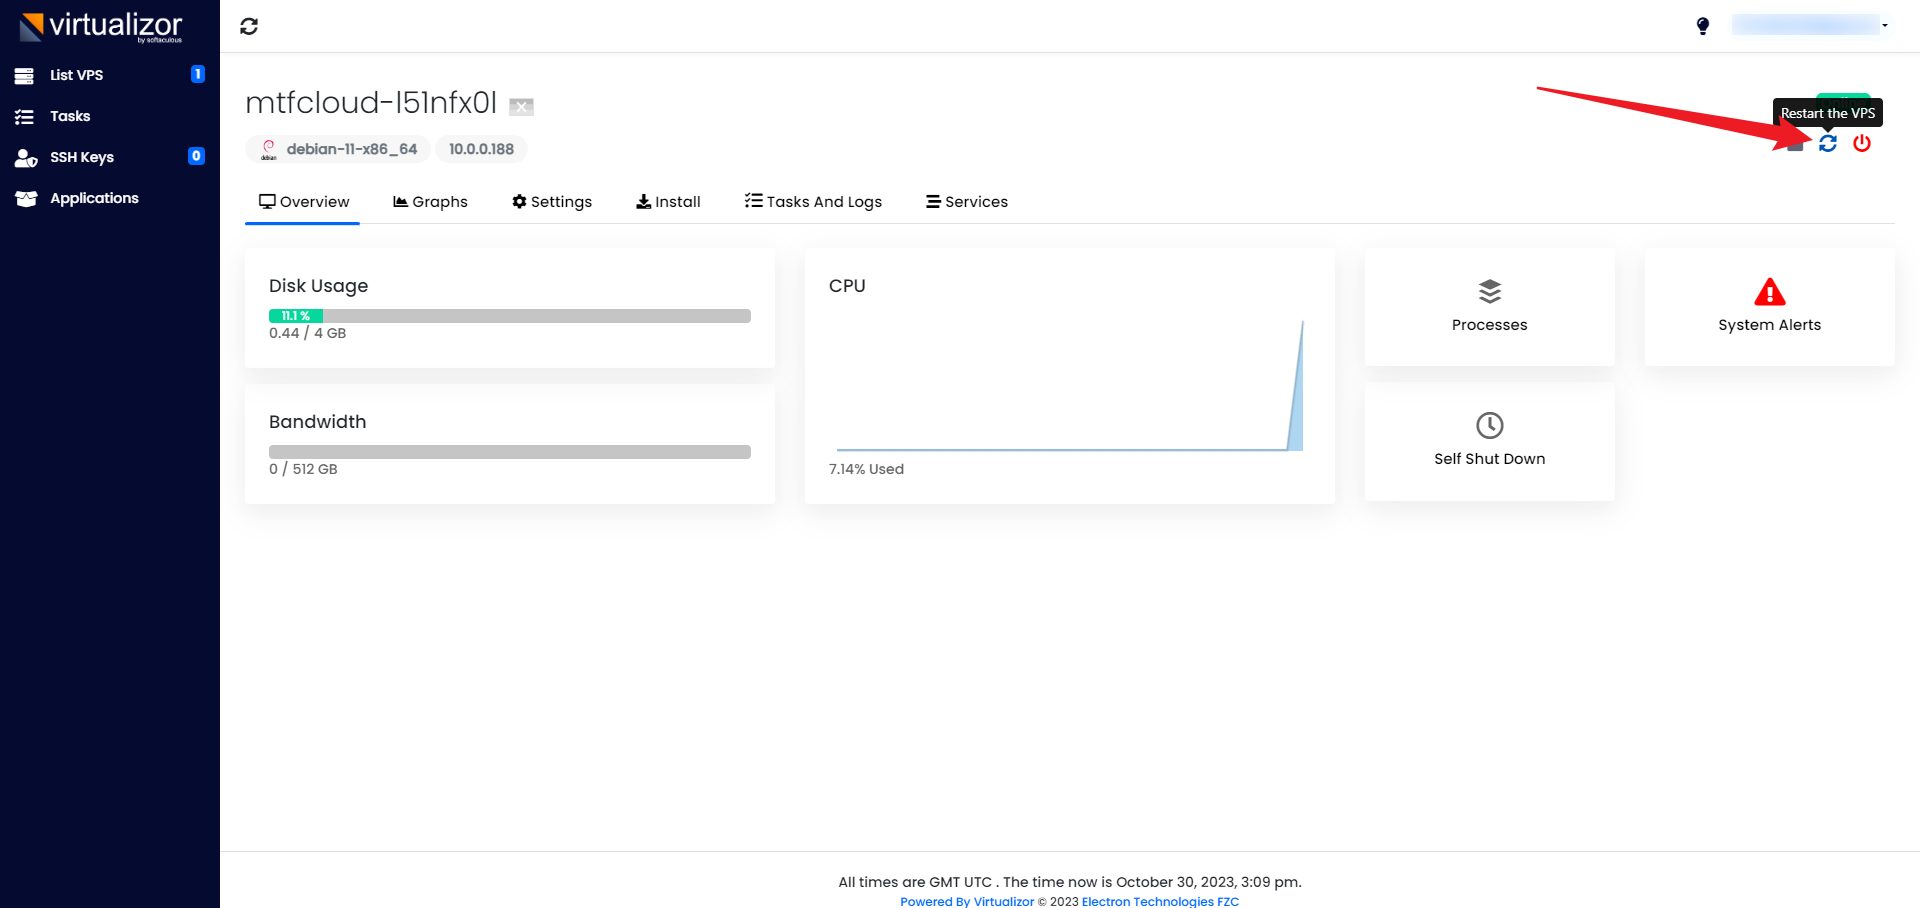 virtualizor
by softaculous
List VPS 1
Tasks
SSH Keys 0
Applications
mtfcloud-l51nfx0l
Restart the VPS
debian
debian-11-x86_64 10.0.0.188
Overview Graphs Settings Install Tasks And Logs Services
Disk Usage
11.1 %
0.44 / 4 GB
Bandwidth
0 / 512 GB
CPU
7.14% Used
Processes
System Alerts
Self Shut Down
All times are GMT UTC . The time now is October 30, 2023, 3:09 pm.
Powered By Virtualizor © 2023 Electron Technologies FZC